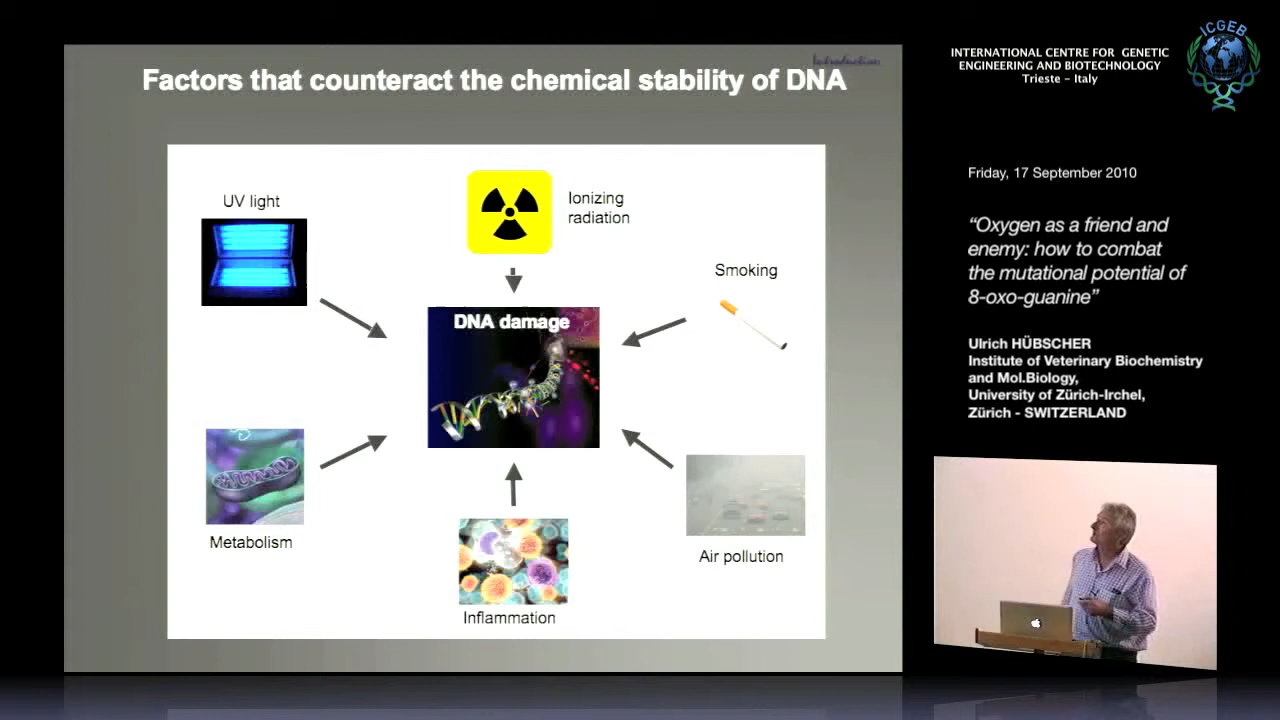 Introduction
Factors that counteract the chemical stability of DNA
UV light
Ionizing
radiation
Smoking
DNA damage
Metabolism
Inflammation
Air pollution
ICGEB
INTERNATIONAL CENTRE FOR GENETIC
ENGINEERING AND BIOTECHNOLOGY
Trieste – Italy
Friday, 17 September 2010
“Oxygen as a friend and
enemy: how to combat
the mutational potential of
8-oxo-guanine”
Ulrich HÜBSCHER
Institute of Veterinary Biochemistry
and Mol.Biology,
University of Zürich-Irchel,
Zürich - SWITZERLAND